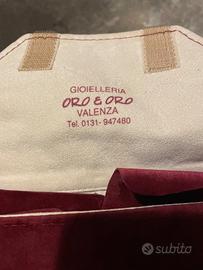 GIOIELLERIA
ORO & ORO
VALENZA
Tel. 0131-947480
subito